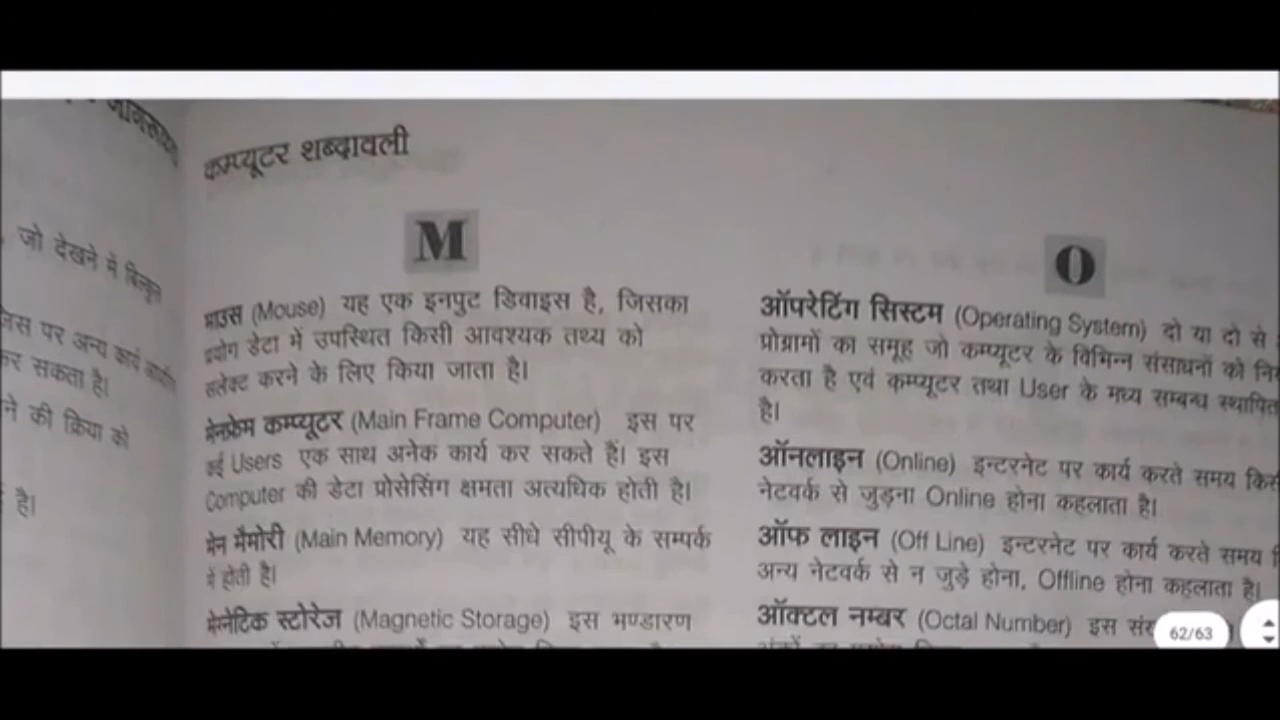 जागरूकता
जो देखने में बिल्कुल
जिस पर अन्य कार्य
कर सकता है।
ने की क्रिया को
है।
कम्प्यूटर शब्दावली
M
माउस (Mouse) यह एक इनपुट डिवाइस है, जिसका
प्रयोग डेटा में उपस्थित किसी आवश्यक तथ्य को
सलेक्ट करने के लिए किया जाता है।
मेनफ्रेम कम्प्यूटर (Main Frame Computer) इस पर
कई Users एक साथ अनेक कार्य कर सकते हैं। इस
Computer की डेटा प्रोसेसिंग क्षमता अत्यधिक होती है।
मेन मैमोरी (Main Memory) यह सीधे सीपीयू के सम्पर्क
में होती है।
मेग्नेटिक स्टोरेज (Magnetic Storage) इस भण्डारण
O
ऑपरेटिंग सिस्टम (Operating System) दो या दो से
प्रोग्रामों का समूह जो कम्प्यूटर के विभिन्न संसाधनों को
करता है एवं कम्प्यूटर तथा User के मध्य सम्बन्ध स्थापित
है।
ऑनलाइन (Online) इन्टरनेट पर कार्य करते समय
नेटवर्क से जुड़ना Online होना कहलाता है।
ऑफ लाइन (Off Line) इन्टरनेट पर कार्य करते समय
अन्य नेटवर्क से न जुड़े होना, Offline होना कहलाता है।
ऑक्टल नम्बर (Octal Number) इस
62/63